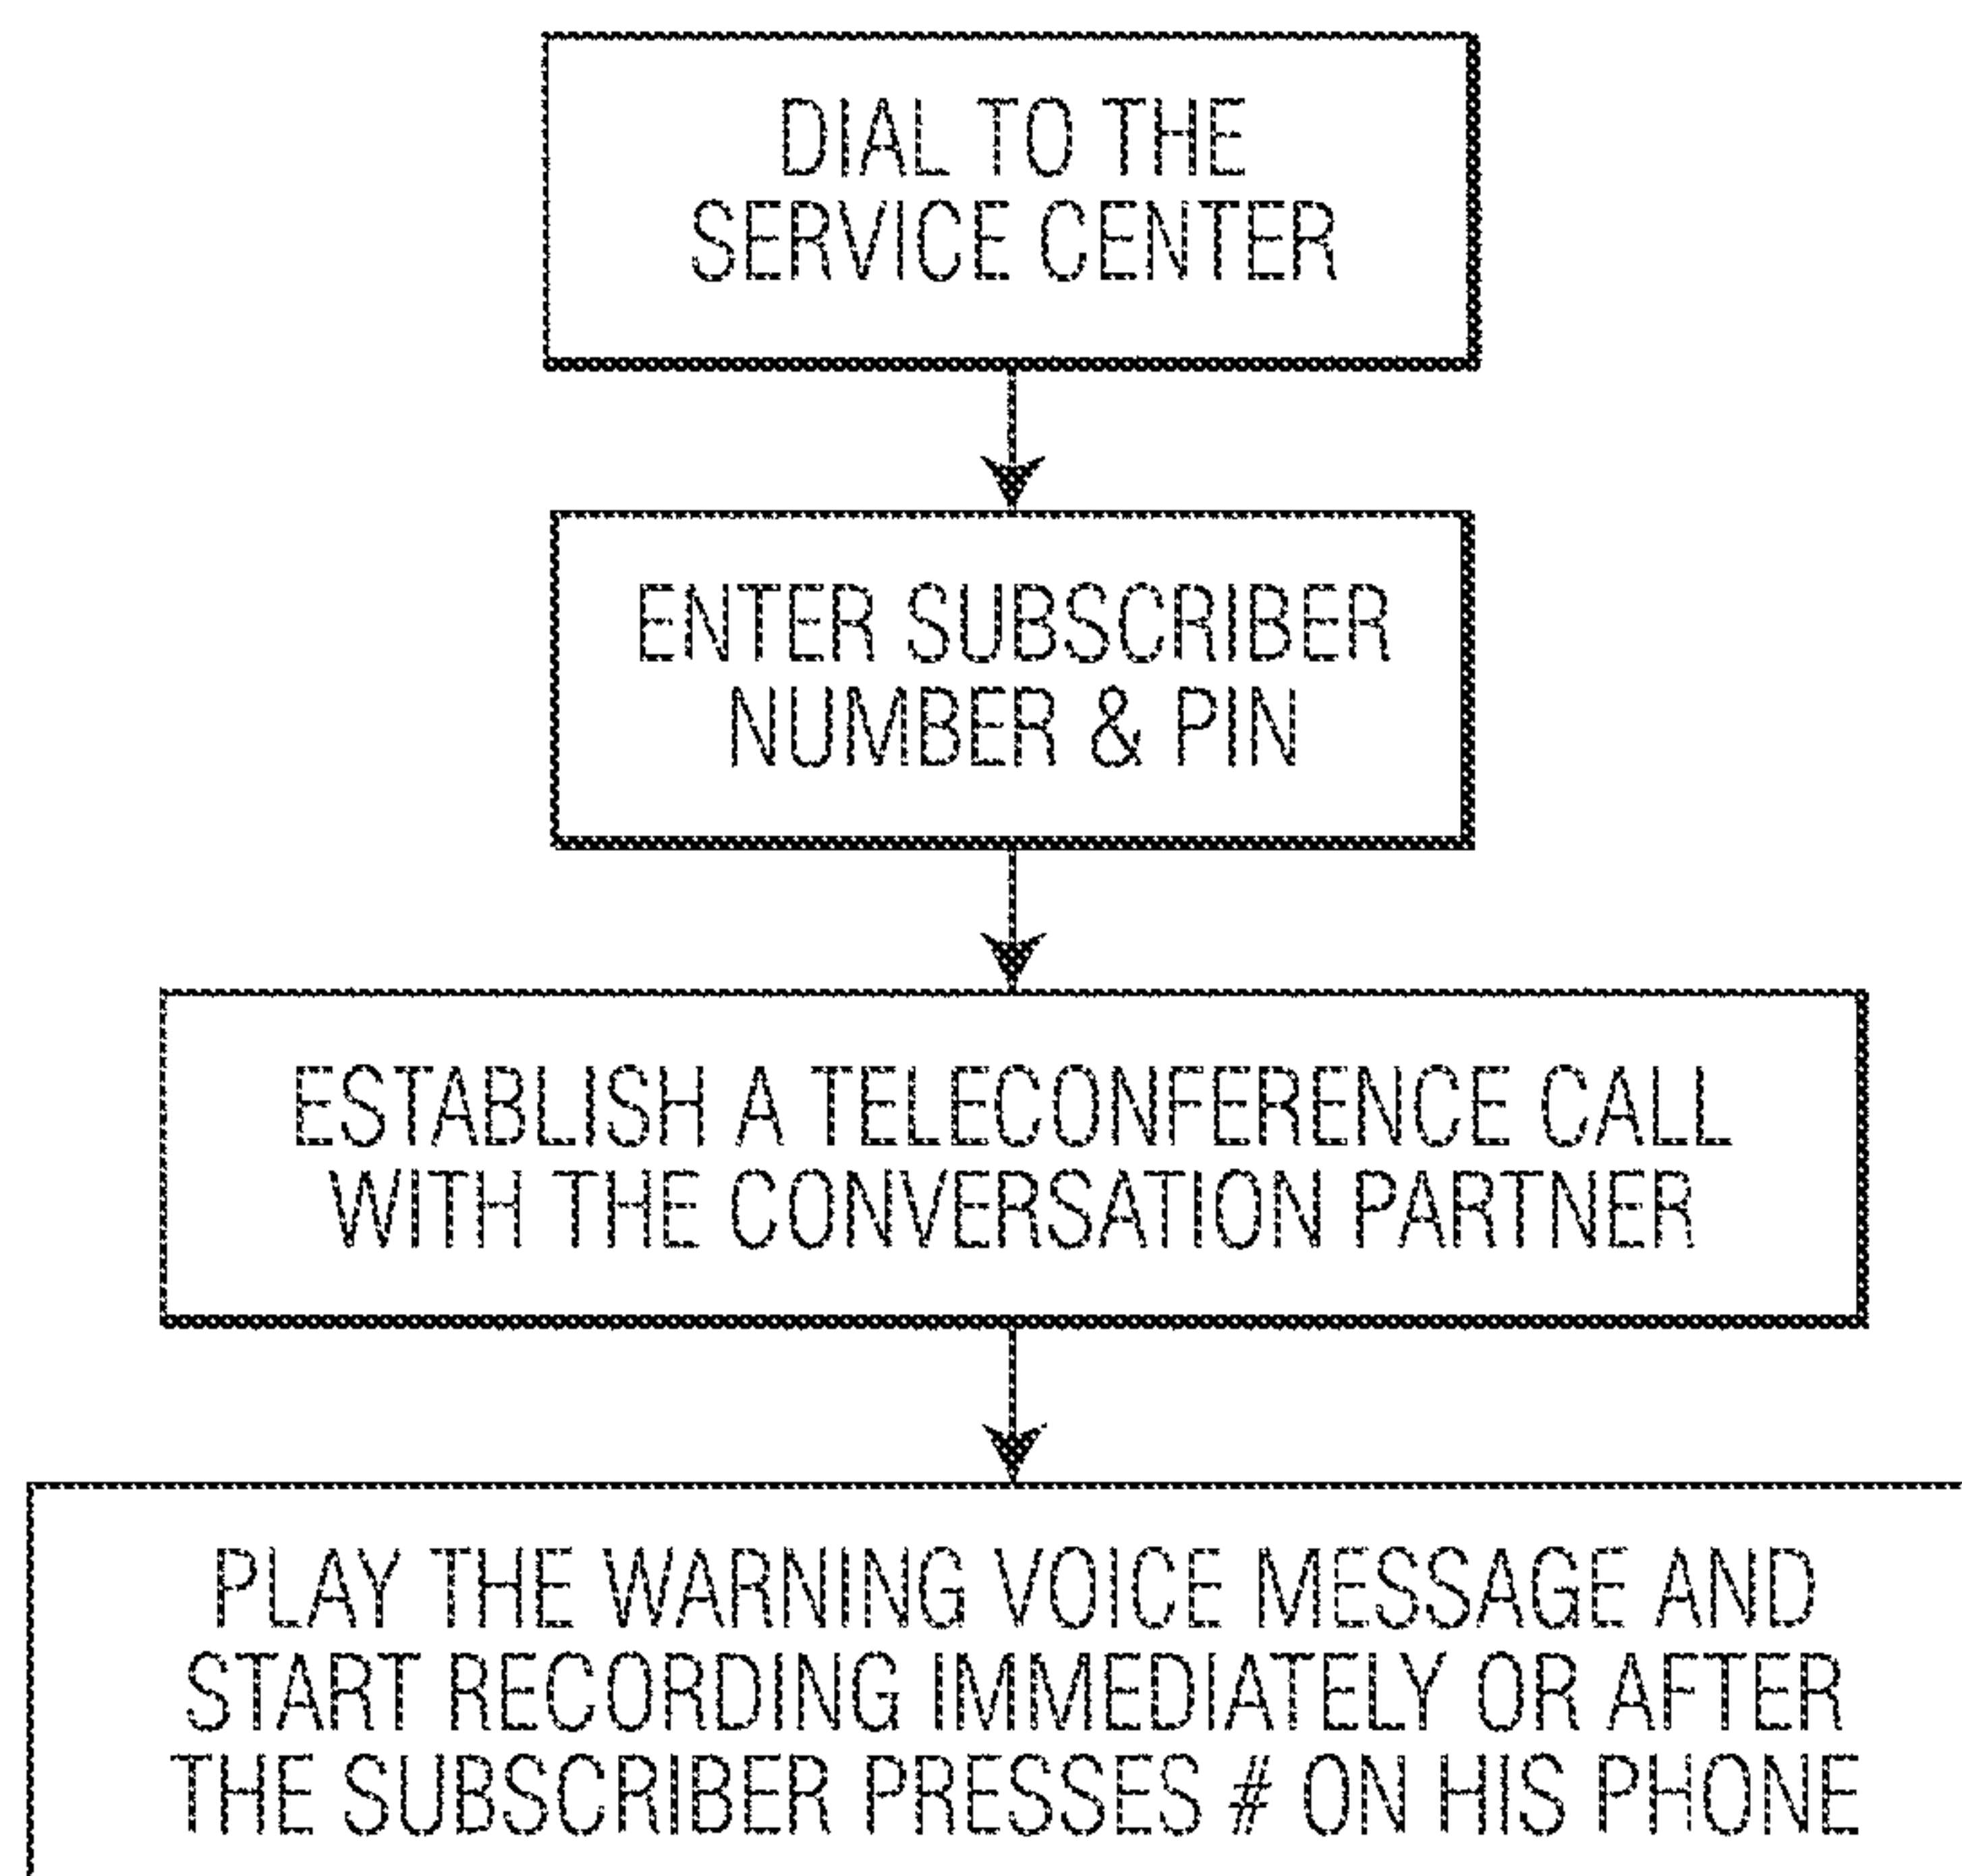 DIAL TO THE
SERVICE CENTER
ENTER SUBSCRIBER
NUMBER & PIN
ESTABLISH A TELECONFERENCE CALL
WITH THE CONVERSATION PARTNER
PLAY THE WARNING VOICE MESSAGE AND
START RECORDING IMMEDIATELY OR AFTER
THE SUBSCRIBER PRESSES # ON HIS PHONE